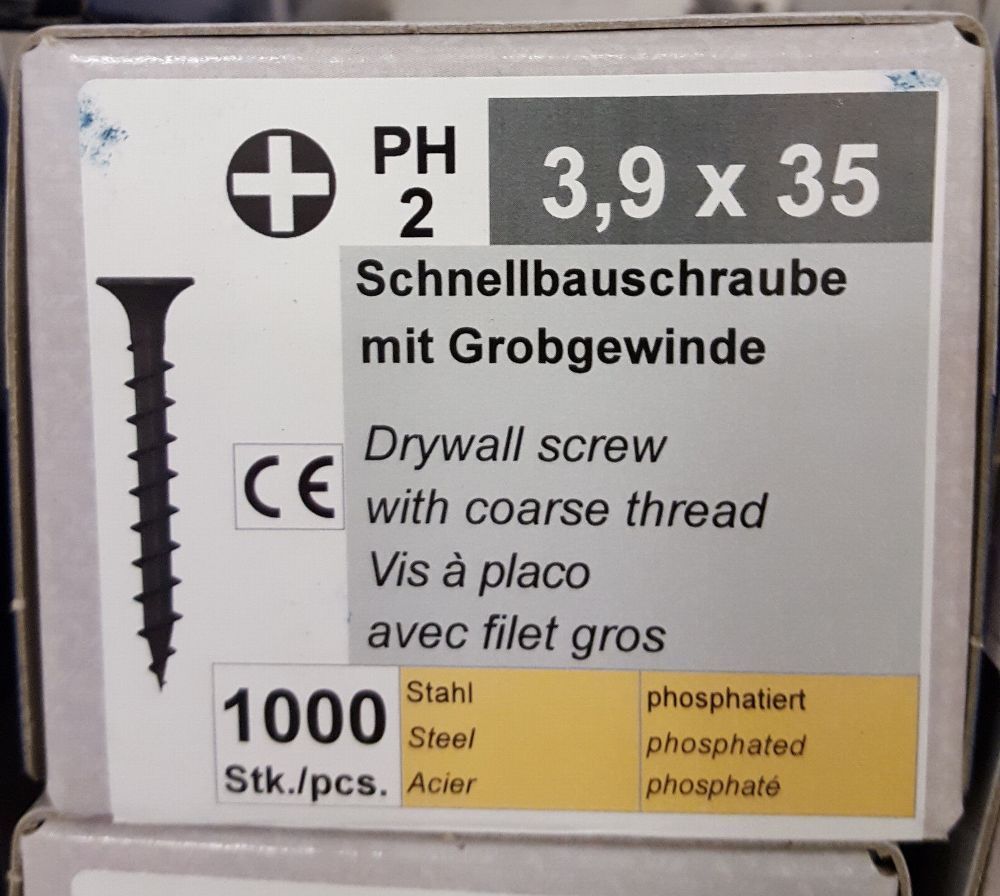 PH
2
3,9 x 35
Schnellbauschraube
mit Grobgewinde
CE
Drywall screw
with coarse thread
Vis à placo
avec filet gros
1000
Stk./pcs.
Stahl
Steel
Acier
phosphatiert
phosphated
phosphaté